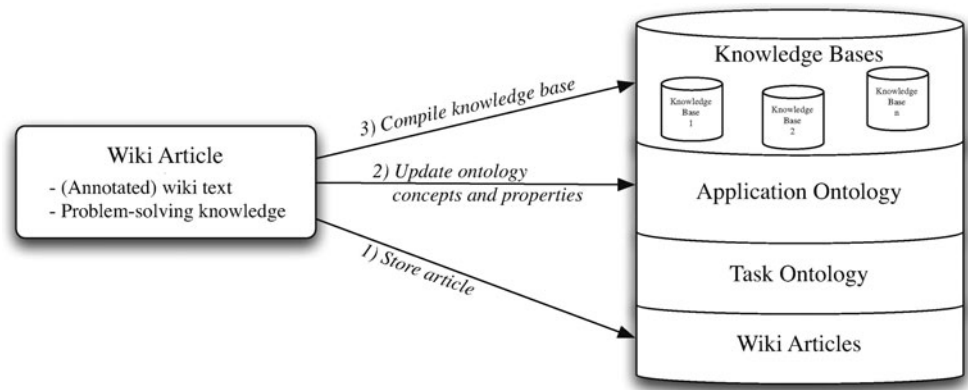 Wiki Article
- (Annotated) wiki text
- Problem-solving knowledge
3) Compile knowledge base
2) Update ontology
concepts and properties
1) Store article
Knowledge Bases
Knowledge
Base
1
Knowledge
Base
2
Knowledge
Base
n
Application Ontology
Task Ontology
Wiki Articles